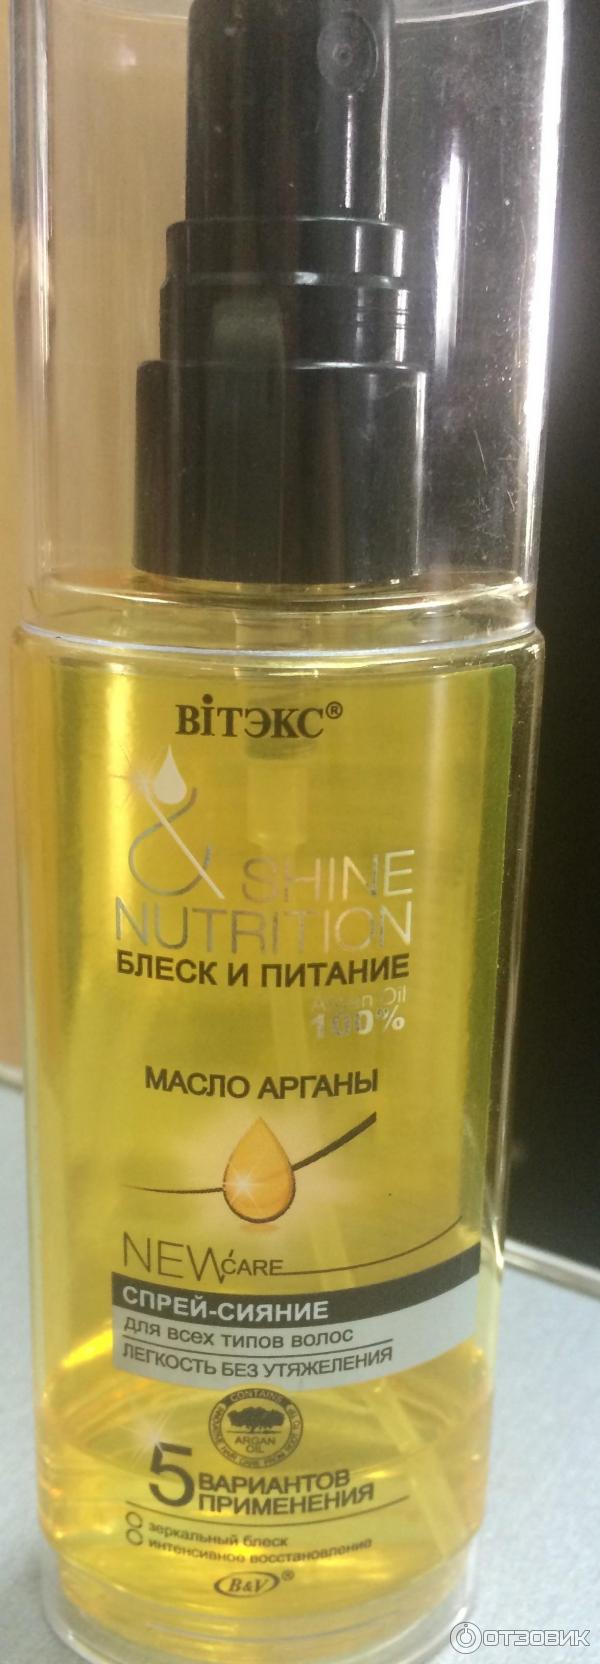 ВіТЭКС®
& SHINE
NUTRITION
БЛЕСК И ПИТАНИЕ
Argan Oil
100%
МАСЛО АРГАНЫ
NEW CARE
СПРЕЙ-СИЯНИЕ
для всех типов волос
ЛЕГКОСТЬ БЕЗ УТЯЖЕЛЕНИЯ
CONTAINS
ARGAN
OIL
5 ВАРИАНТОВ
ПРИМЕНЕНИЯ
зеркальный блеск
интенсивное восстановление
B&V®
ОТЗОВИК